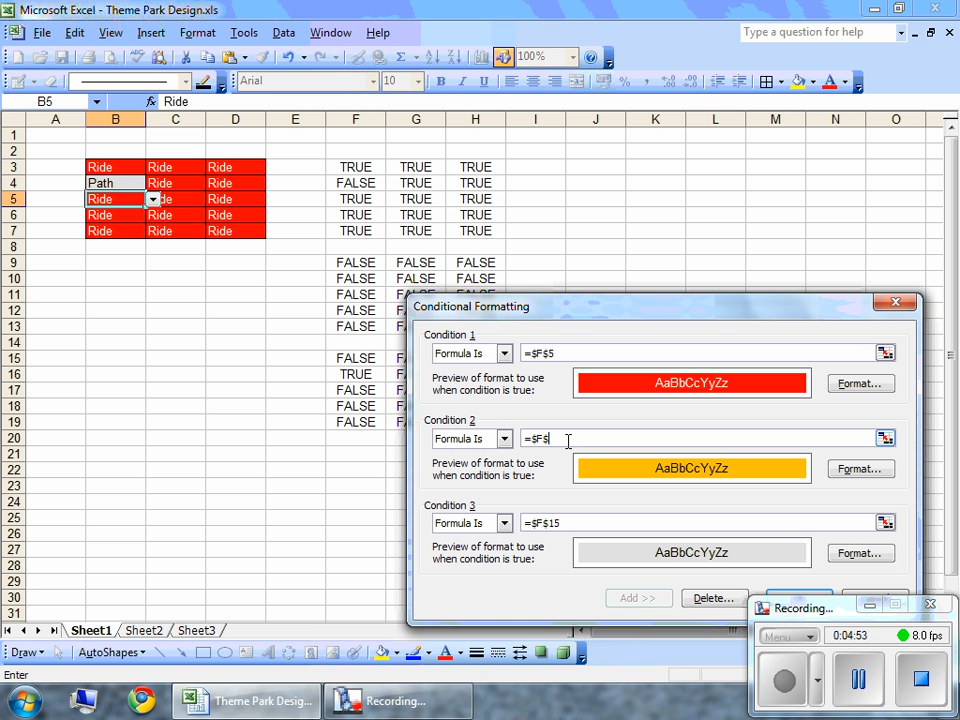 Microsoft Excel - Theme Park Design.xls
File Edit View Insert Format Tools Data Window Help
Type a question for help
100%
Arial 10 B I U
B5 fx Ride
A B C D E F G H I J K L M N O
1
2
3 Ride Ride Ride TRUE TRUE TRUE
4 Path Ride Ride FALSE TRUE TRUE
5 Ride de Ride TRUE TRUE TRUE
6 Ride Ride Ride TRUE TRUE TRUE
7 Ride Ride Ride TRUE TRUE TRUE
8
9 FALSE FALSE FALSE
10 FALSE FALSE FALSE
11 FALSE FALSE FALSE
12 FALSE
13 FALSE
14
15 FALSE
16 TRUE
17 FALSE
18 FALSE
19 FALSE
20
21
22
23
24
25
26
27
28
29
30
31
Conditional Formatting
Condition 1
Formula Is =$F$5
Preview of format to use
when condition is true:
AaBbCcYyZz
Format...
Condition 2
Formula Is =$F$
Preview of format to use
when condition is true:
AaBbCcYyZz
Format...
Condition 3
Formula Is =$F$15
Preview of format to use
when condition is true:
AaBbCcYyZz
Format...
Add >> Delete...
Recording...
Menu 0:04:53 8.0 fps
Sheet1 Sheet2 Sheet3
Draw AutoShapes
Enter
Theme Park Desig... Recording...